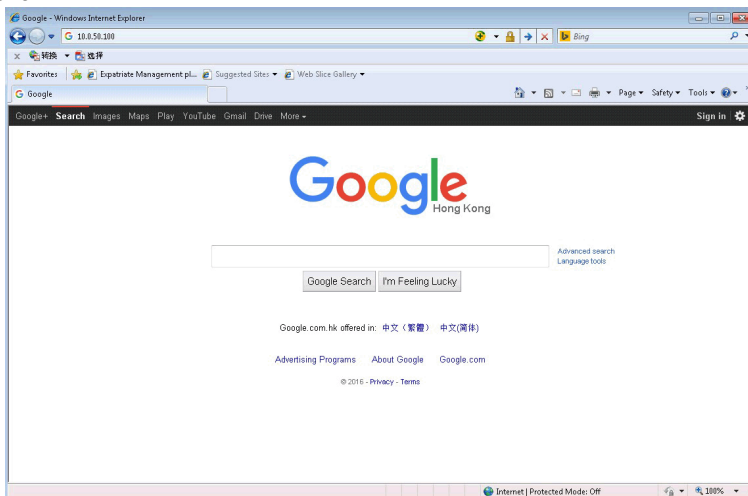 Google - Windows Internet Explorer
G 10.0.50.100
Bing
x 转换 选择
Favorites Expatriate Management pl... Suggested Sites Web Slice Gallery
G Google
Page Safety Tools
Google+ Search Images Maps Play YouTube Gmail Drive More
Sign in
Google
Hong Kong
Advanced search
Language tools
Google Search I'm Feeling Lucky
Google.com.hk offered in: 中文（繁體） 中文(简体)
Advertising Programs About Google Google.com
© 2016 - Privacy - Terms
Internet | Protected Mode: Off 100%